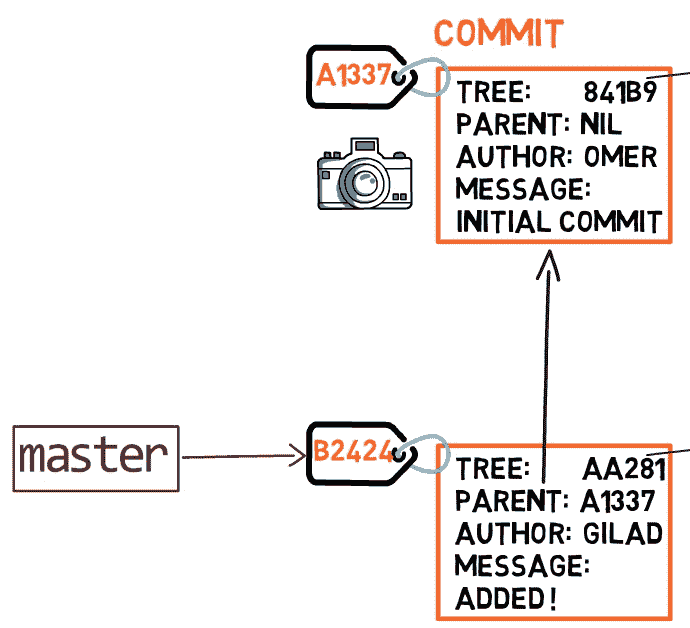 COMMIT
A1337
TREE: 841B9
PARENT: NIL
AUTHOR: OMER
MESSAGE:
INITIAL COMMIT
master
B2424
TREE: AA281
PARENT: A1337
AUTHOR: GILAD
MESSAGE:
ADDED!